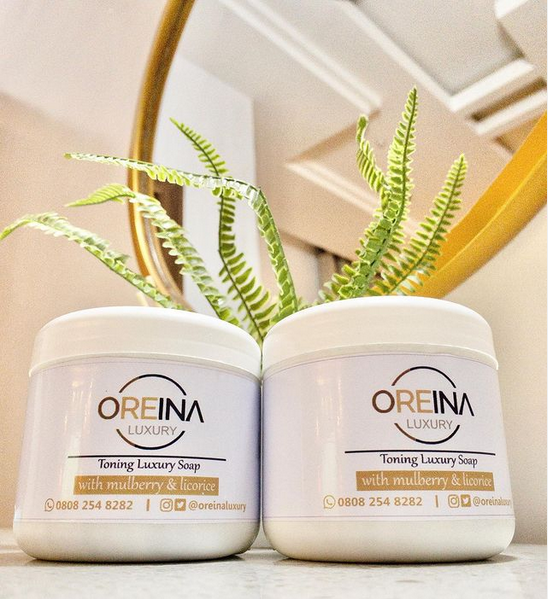 OREINA
LUXURY
Toning Luxury Soap
with mulberry & licorice
0808 254 8282 | @oreinaluxury
OREINA
LUXURY
Toning Luxury Soap
with mulberry & licorice
0808 254 8282 | @oreinaluxury